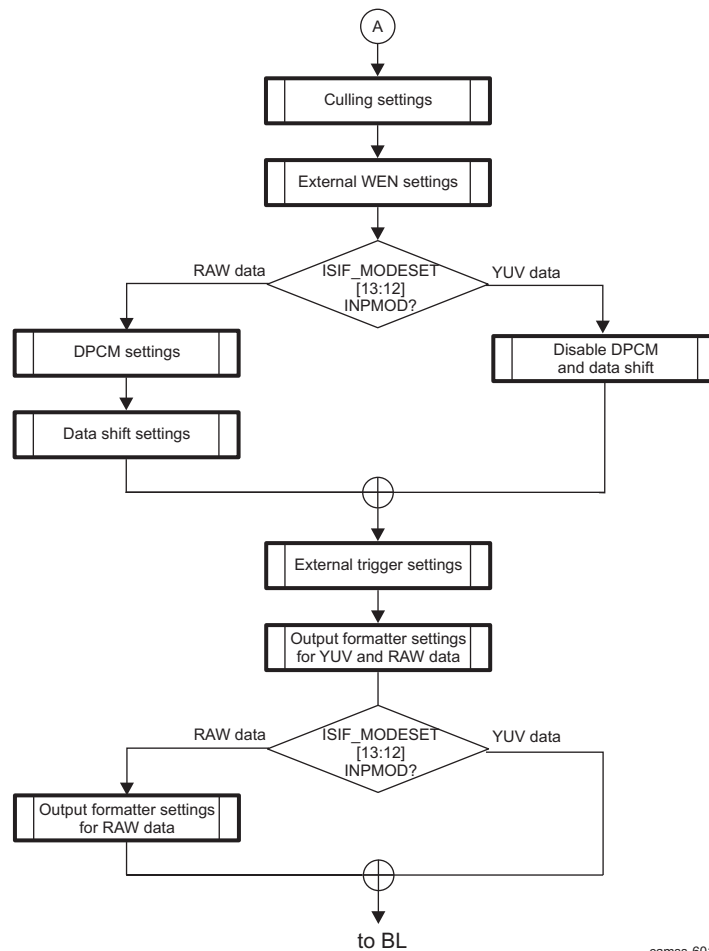 A
Culling settings
External WEN settings
RAW data
ISIF_MODESET
[13:12]
INPMOD?
YUV data
DPCM settings
Disable DPCM
and data shift
Data shift settings
External trigger settings
Output formatter settings
for YUV and RAW data
RAW data
ISIF_MODESET
[13:12]
INPMOD?
YUV data
Output formatter settings
for RAW data
to BL